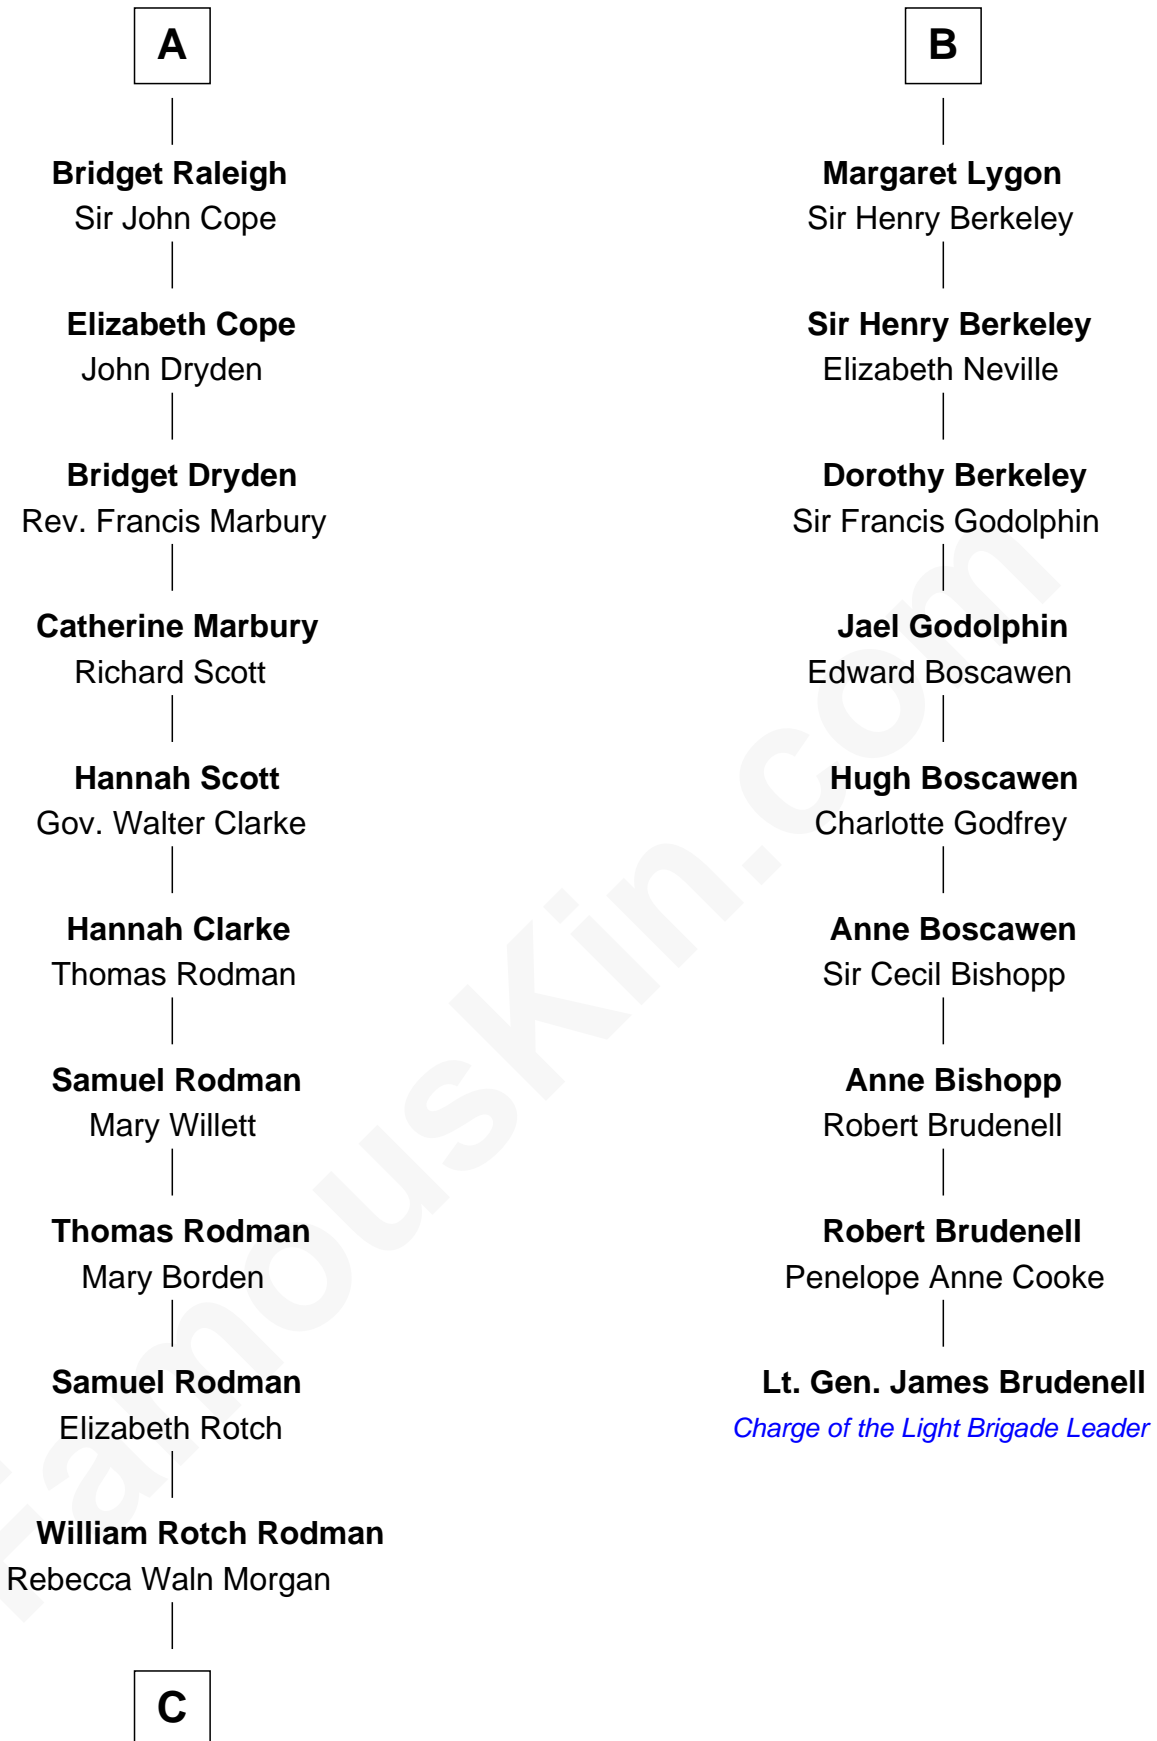 A
Bridget Raleigh
Sir John Cope
Elizabeth Cope
John Dryden
Bridget Dryden
Rev. Francis Marbury
Catherine Marbury
Richard Scott
Hannah Scott
Gov. Walter Clarke
Hannah Clarke
Thomas Rodman
Samuel Rodman
Mary Willett
Thomas Rodman
Mary Borden
Samuel Rodman
Elizabeth Rotch
William Rotch Rodman
Rebecca Waln Morgan
C
B
Margaret Lygon
Sir Henry Berkeley
Sir Henry Berkeley
Elizabeth Neville
Dorothy Berkeley
Sir Francis Godolphin
Jael Godolphin
Edward Boscawen
Hugh Boscawen
Charlotte Godfrey
Anne Boscawen
Sir Cecil Bishopp
Anne Bishopp
Robert Brudenell
Robert Brudenell
Penelope Anne Cooke
Lt. Gen. James Brudenell
Charge of the Light Brigade Leader
FamousKin.com